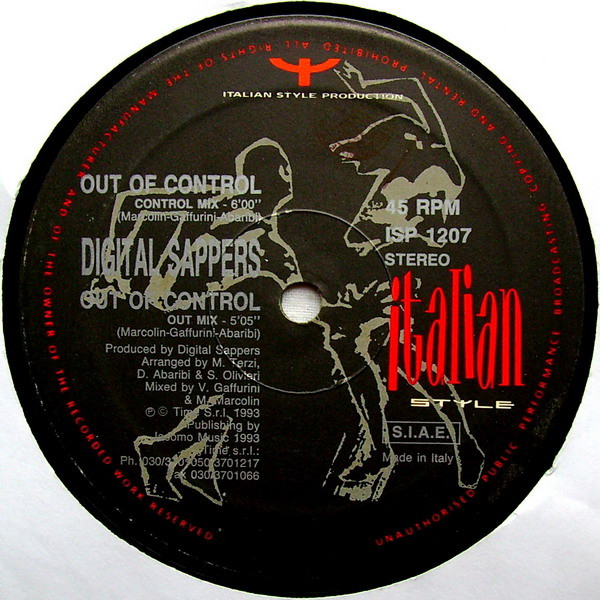 BROADCASTING COPYING AND RENTAL PROHIBITED ALL RIGHTS OF THE MANUFACTURER AND OF THE OWNER OF THE RECORDED WORK RESERVED
UNAUTHORISED PUBLIC PERFORMANCE
ITALIAN STYLE PRODUCTION
OUT OF CONTROL
CONTROL MIX - 6'00"
(Marcolin-Gaffurini-Abaribi)
DIGITAL SAPPERS
OUT OF CONTROL
OUT MIX - 5'05"
(Marcolin-Gaffurini-Abaribi)
Produced by Digital Sappers
Arranged by M. Terzi,
D. Abaribi & S. Olivieri
Mixed by V. Gaffurini
& M. Marcolin
℗ © Time S.r.l. 1993
Publishing by
Music 1993
Time s.r.l.:
Fax 030/3701066
45 RPM
ISP 1207
STEREO
italian
STYLE
S.I.A.E.
Made in Italy